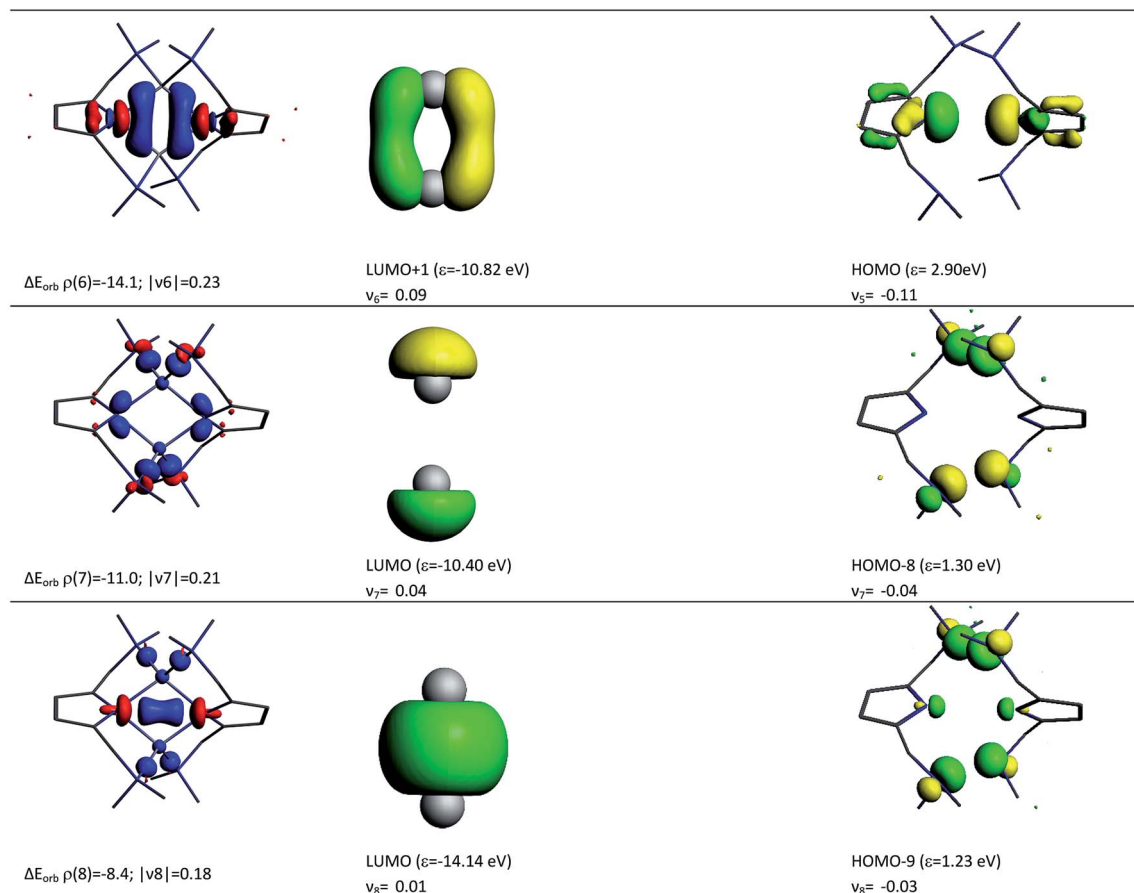 ΔE_orb ρ(6)=-14.1; |ν6|=0.23
LUMO+1 (ε=-10.82 eV)
ν₆= 0.09
HOMO (ε= 2.90eV)
ν₅= -0.11
ΔE_orb ρ(7)=-11.0; |ν7|=0.21
LUMO (ε=-10.40 eV)
ν₇= 0.04
HOMO-8 (ε=1.30 eV)
ν₇= -0.04
ΔE_orb ρ(8)=-8.4; |ν8|=0.18
LUMO (ε=-14.14 eV)
ν₈= 0.01
HOMO-9 (ε=1.23 eV)
ν₈= -0.03